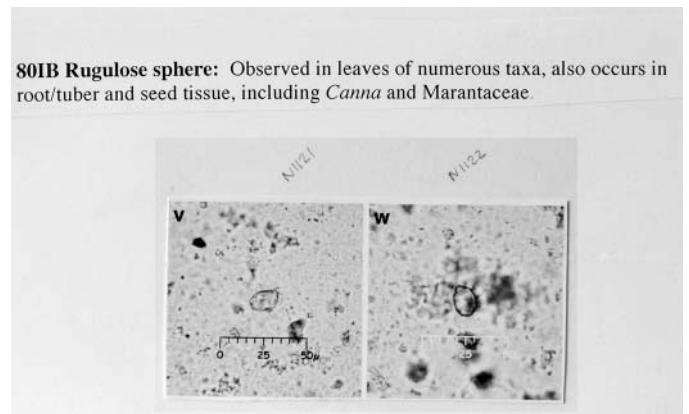 80IB Rugulose sphere: Observed in leaves of numerous taxa, also occurs in
root/tuber and seed tissue, including Canna and Marantaceae.
N1121
N1122
V
W
0 25 50µ
25